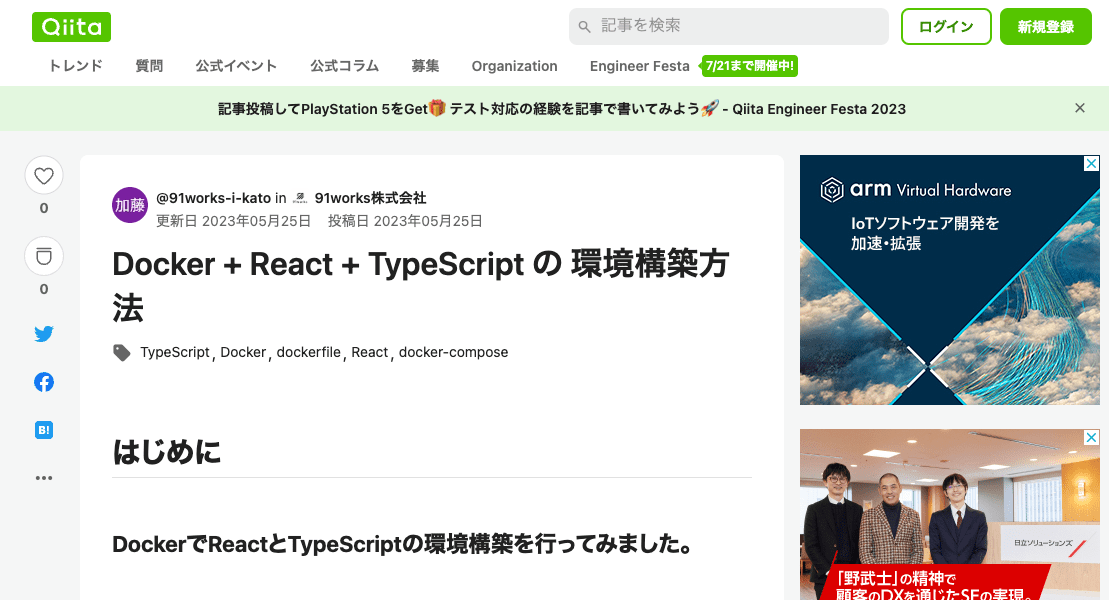 Qiita
記事を検索
ログイン
新規登録
トレンド 質問 公式イベント 公式コラム 募集 Organization Engineer Festa 7/21まで開催中!
記事投稿してPlayStation 5をGet🎁 テスト対応の経験を記事で書いてみよう🚀 - Qiita Engineer Festa 2023
0
0
B!
加藤
@91works-i-kato in 91works株式会社
更新日 2023年05月25日 投稿日 2023年05月25日
Docker + React + TypeScript の 環境構築方
法
TypeScript, Docker, dockerfile, React, docker-compose
はじめに
DockerでReactとTypeScriptの環境構築を行ってみました。
arm Virtual Hardware
IoTソフトウェア開発を
加速・拡張
日立ソリューションズ
「野武士」の精神で
顧客のDXを通じたSEの実現。